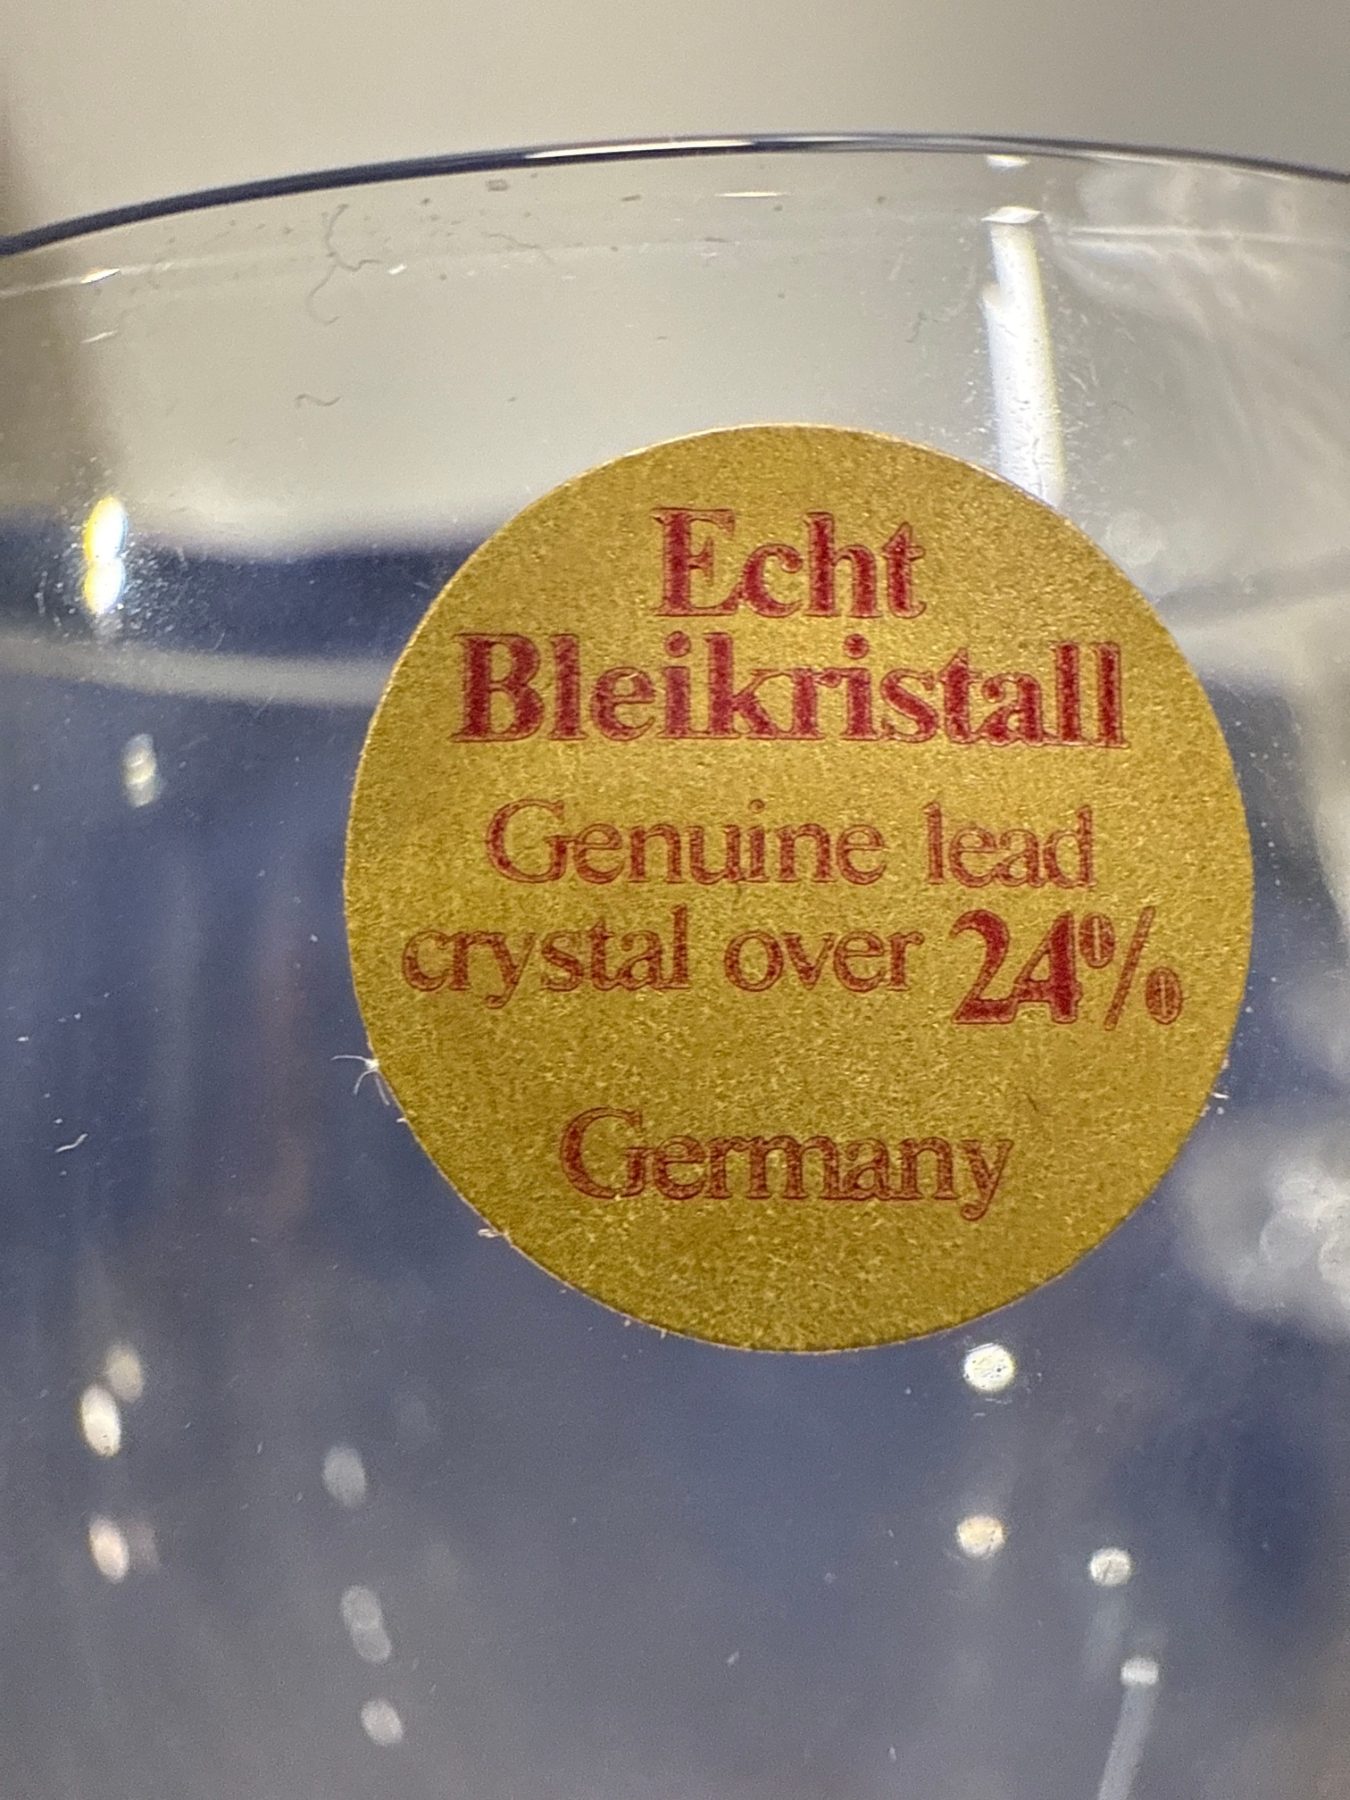 Echt
Bleikristall
Genuine lead
crystal over 24%
Germany